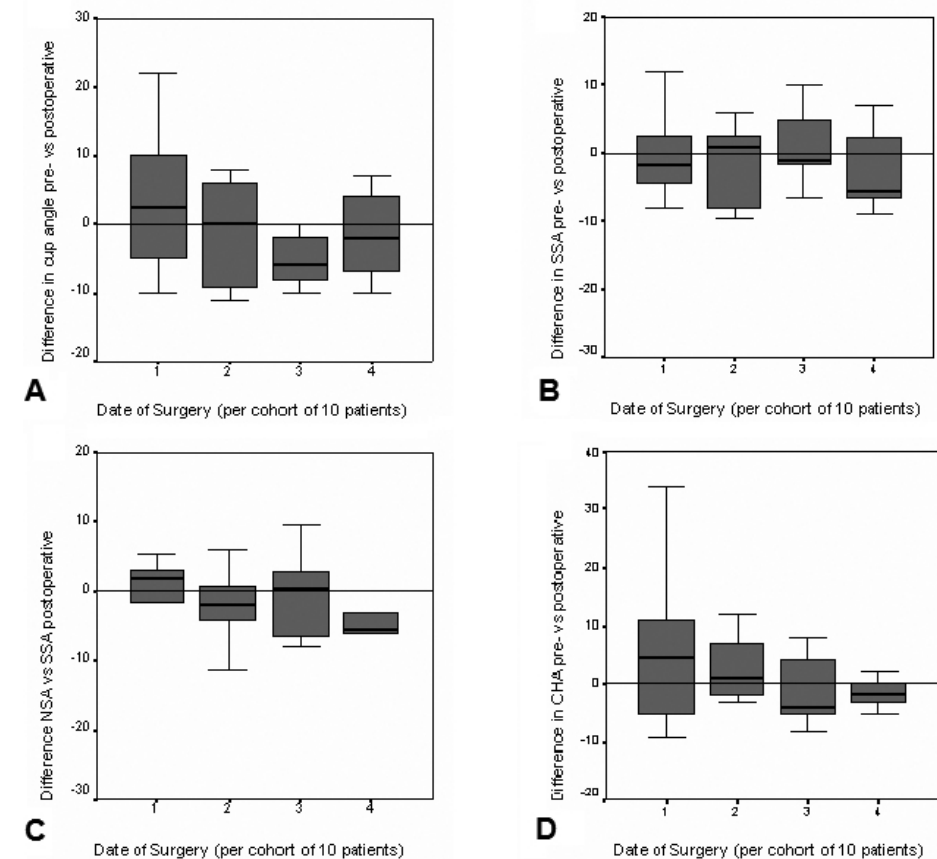 Difference in cup angle pre- vs postoperative
30
20
10
0
-10
-20
1 2 3 4
A
Date of Surgery (per cohort of 10 patients)
Difference in SSA pre- vs postoperative
20
10
0
-10
-20
-30
1 2 3 4
B
Date of Surgery (per cohort of 10 patients)
Difference NSA vs SSA postoperative
20
10
0
-10
-20
-30
1 2 3 4
C
Date of Surgery (per cohort of 10 patients)
Difference in CHA pre- vs postoperative
40
30
20
10
0
-10
-20
1 2 3 4
D
Date of Surgery (per cohort of 10 patients)